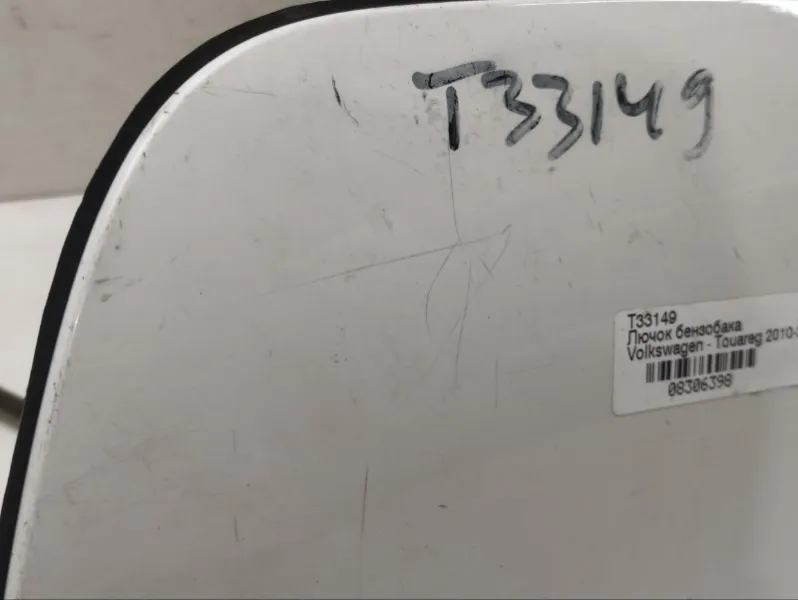 T33149
T33149
Лючок бензобака
Volkswagen - Touareg 2010-
08306398